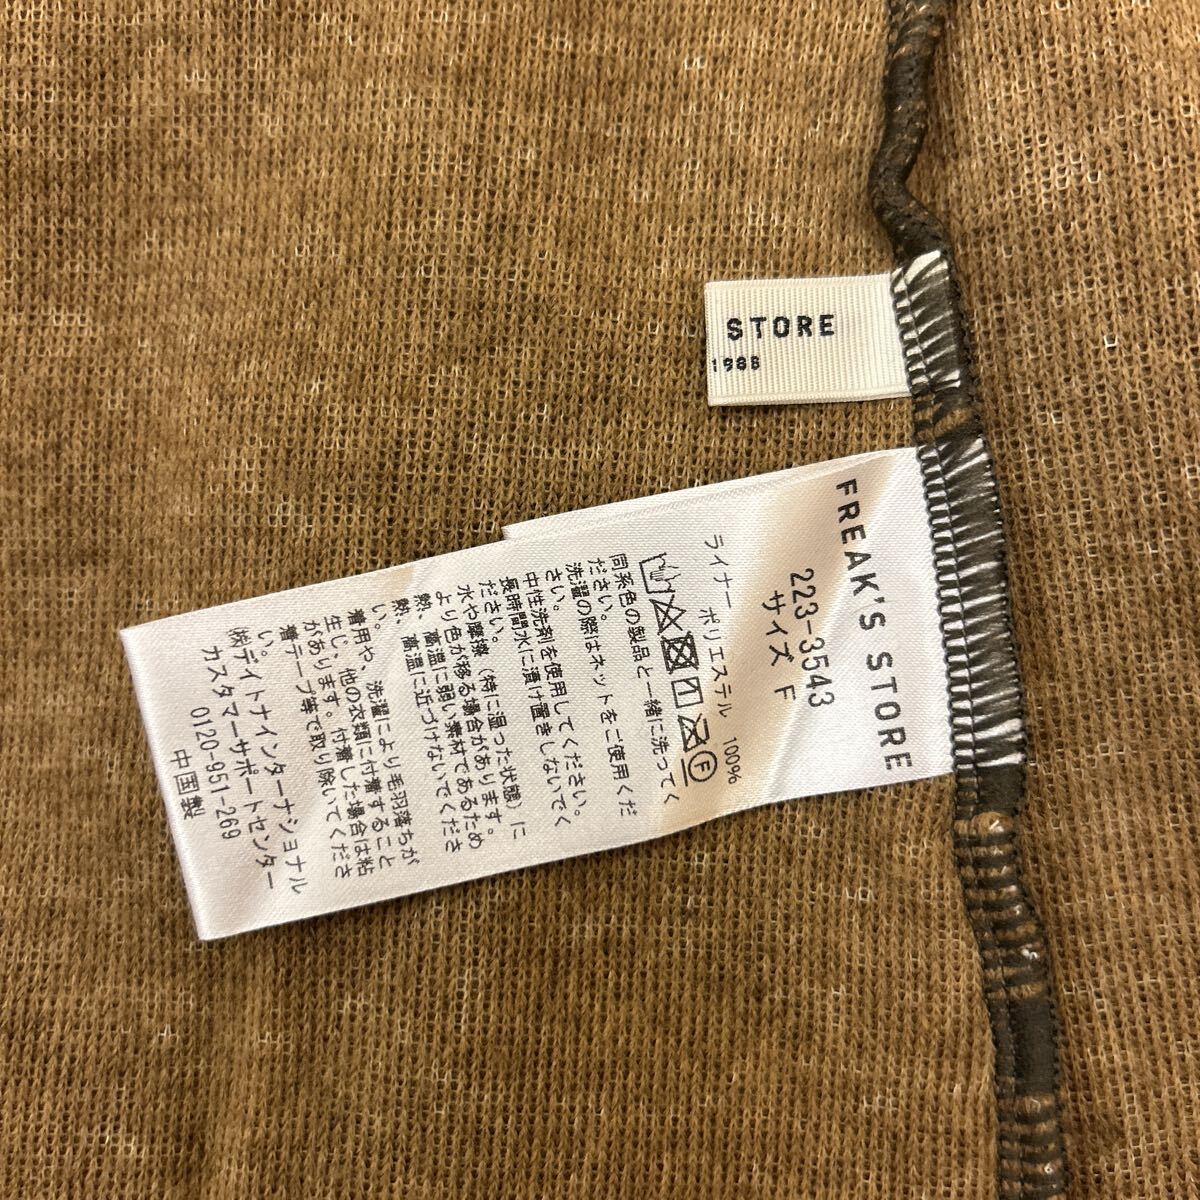 STORE
1988
FREAK'S STORE
223-3543
サイズ F
ライナー ポリエステル 100%
F
同系色の製品と一緒に洗ってく
ださい。
洗濯の際はネットをご使用くだ
さい。
中性洗剤を使用してください。
長時間水に漬け置きしないでく
ださい。
水や摩擦（特に湿った状態）に
より色が移る場合があります。
熱、高温に弱い素材であるため
熱、高温に近づけないでくださ
い。
着用や、洗濯により毛羽落ちが
生じ、他の衣類に付着すること
があります。付着した場合は粘
着テープ等で取り除いてくださ
い。
㈱デイトナインターナショナル
カスタマーサポートセンター
0120-951-269
中国製